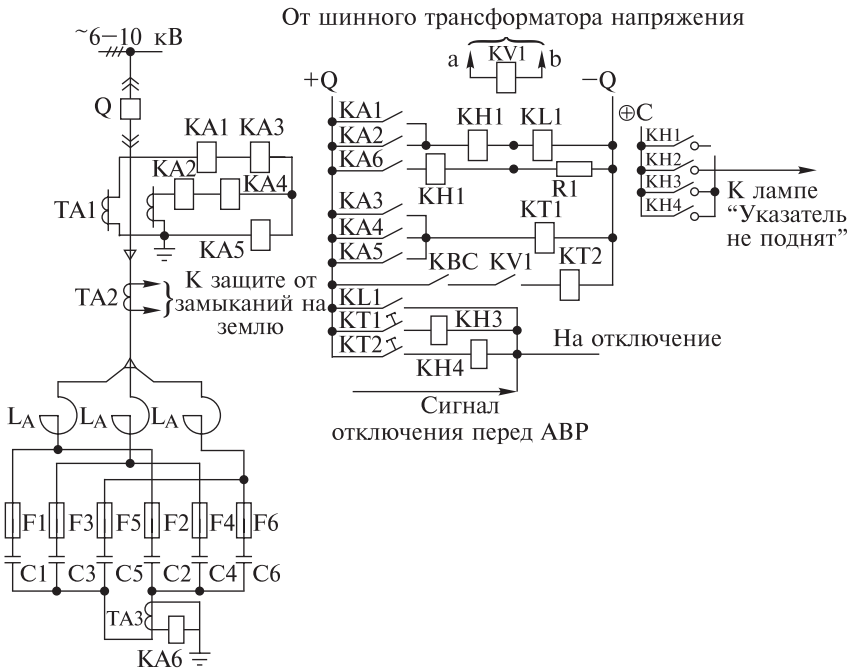 От шинного трансформатора напряжения
~6–10 кВ
a KV1 b
+Q
–Q
⊕C
Q
KA1 KA3
KA2
KA4
TA1
KA5
TA2
К защите от
замыканий на
землю
KA1
KA2
KA6
KH1 KL1
KH1
R1
KA3
KA4
KA5
KT1
KBC KV1 KT2
KL1
KT1
KH3
KT2
KH4
На отключение
Сигнал
отключения перед АВР
KH1
KH2
KH3
KH4
К лампе
“Указатель
не поднят”
LA LA LA
F1 F3 F5 F2 F4 F6
C1 C3 C5 C2 C4 C6
TA3
KA6